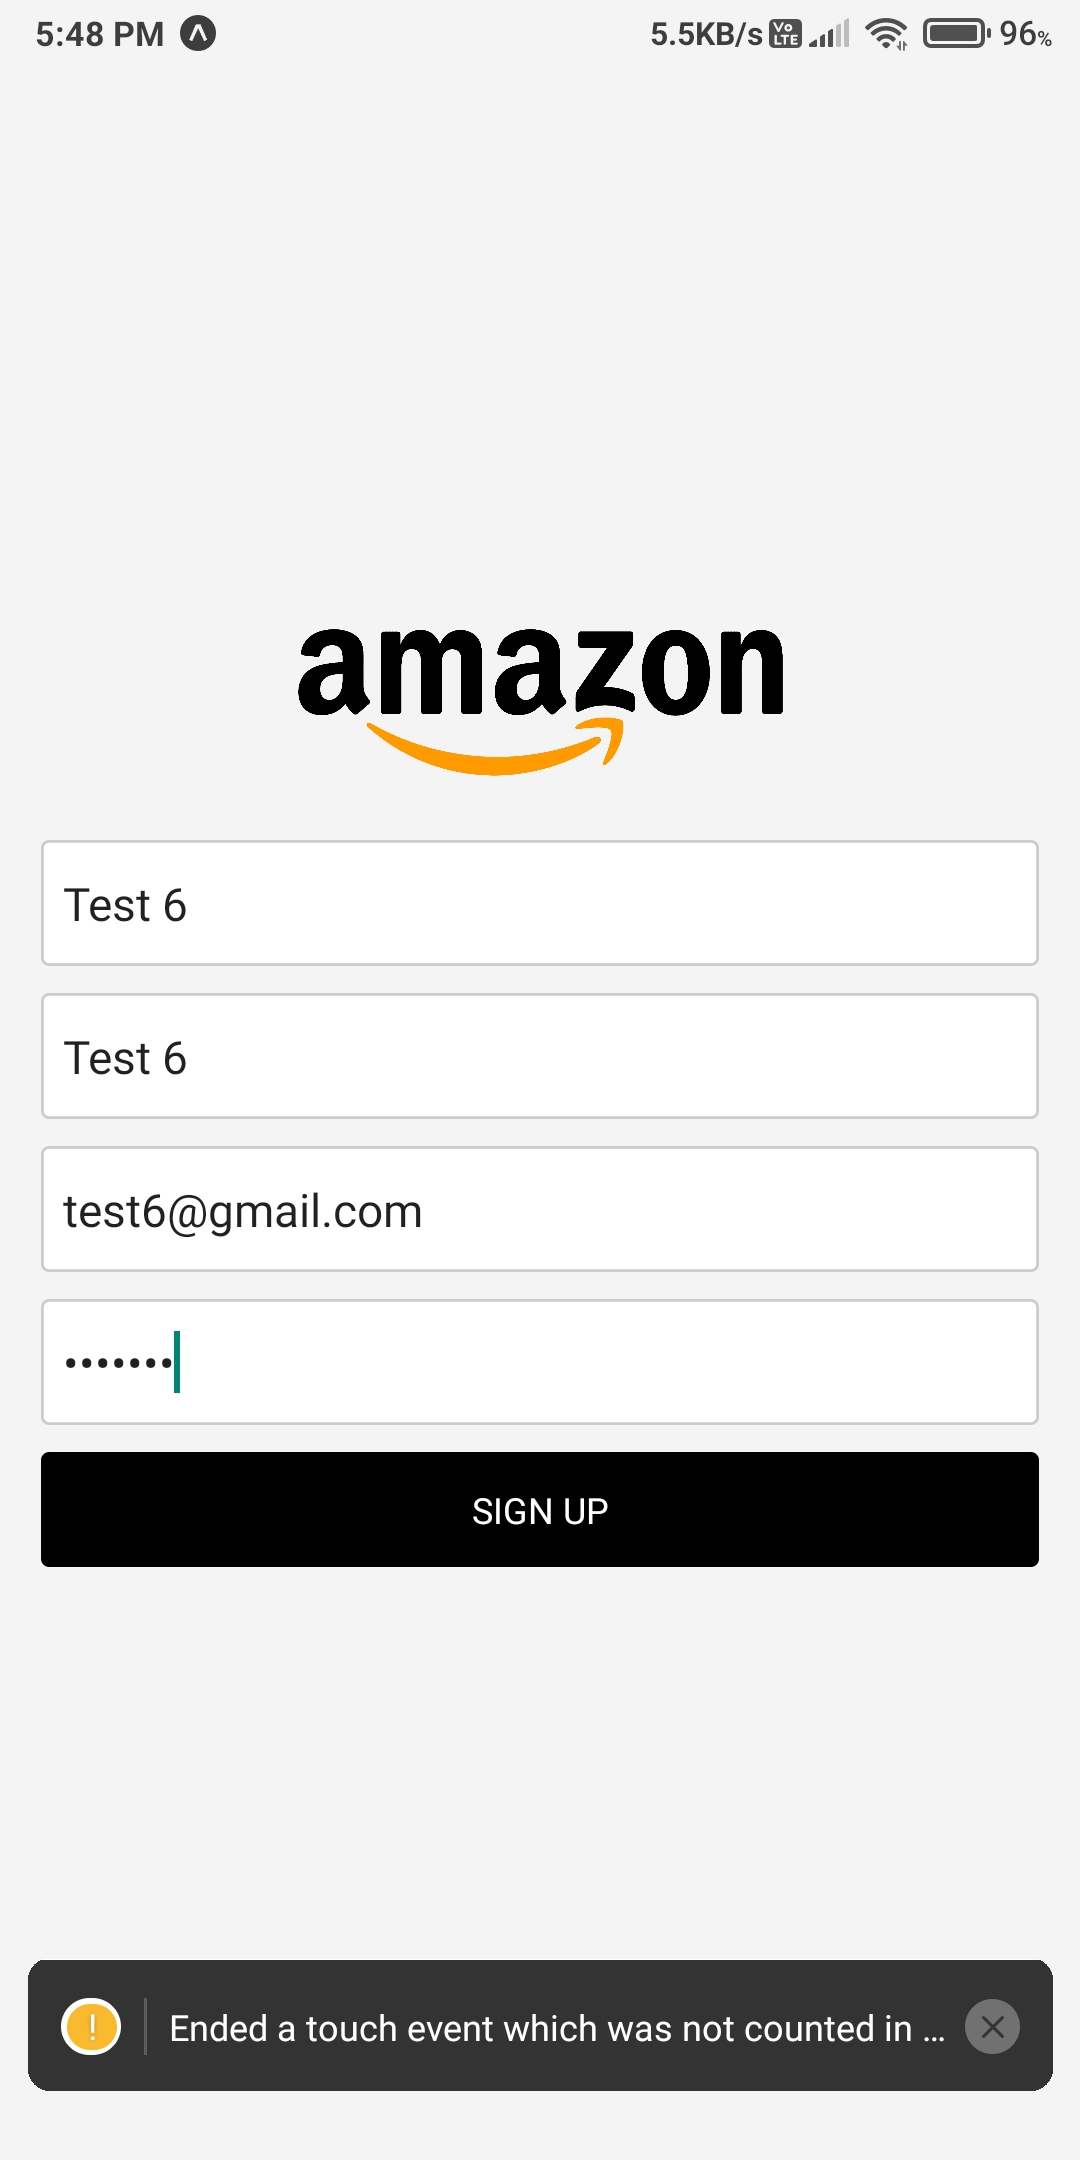 5:48 PM 5.5KB/s Vo LTE 96%
amazon
Test 6
Test 6
test6@gmail.com
•••••••
SIGN UP
! Ended a touch event which was not counted in ...